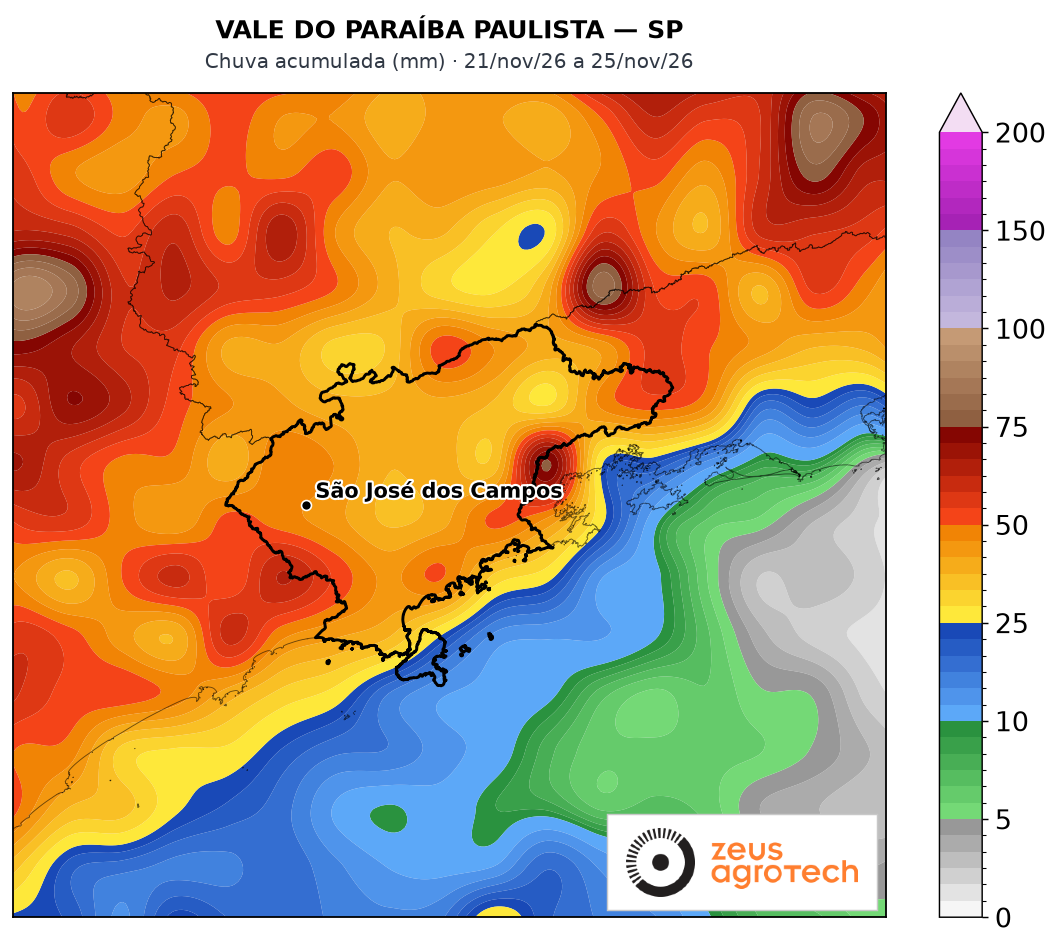 VALE DO PARAÍBA PAULISTA — SP
Chuva acumulada (mm) · 21/nov/26 a 25/nov/26
200
150
100
75
50
25
10
5
0
São José dos Campos
zeus
agrotech